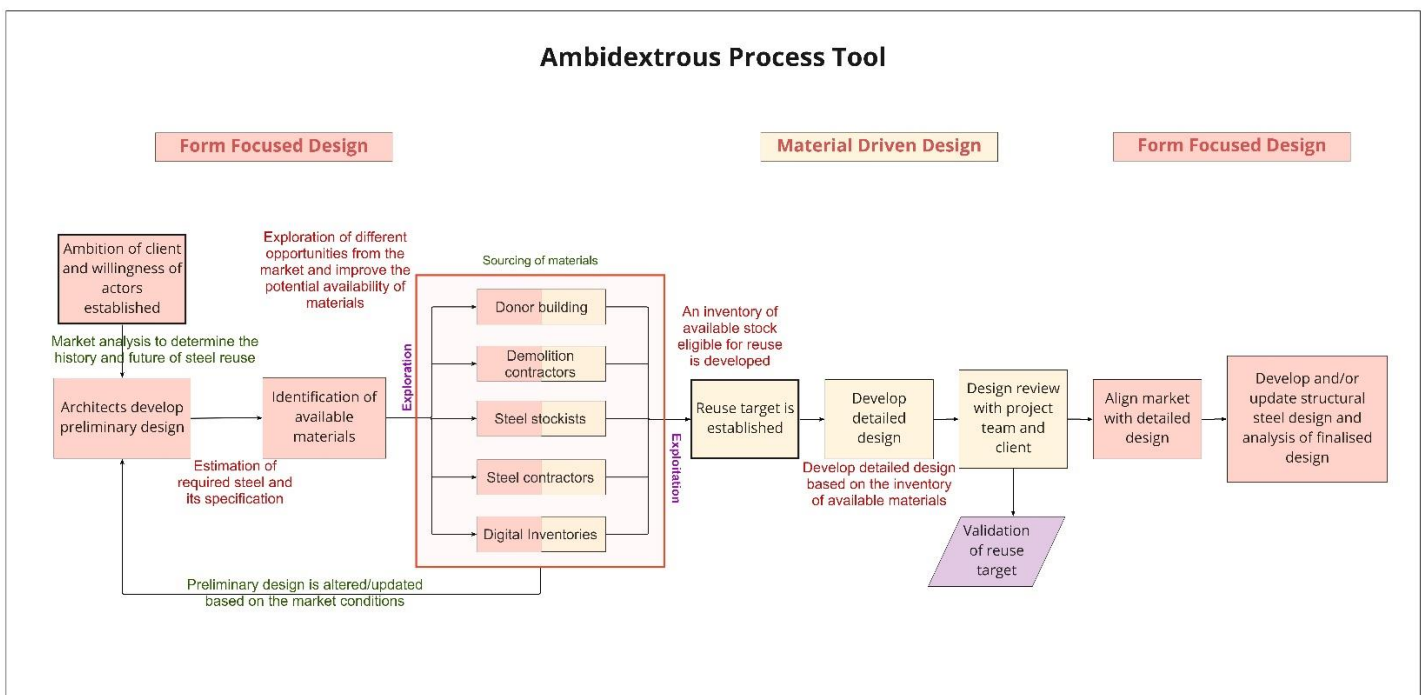 Ambidextrous Process Tool
Form Focused Design
Material Driven Design
Form Focused Design
Ambition of client
and willingness of
actors
established
Market analysis to determine the
history and future of steel reuse
Architects develop
preliminary design
Estimation of
required steel and
its specification
Exploration of different
opportunities from the
market and improve the
potential availability of
materials
Identification of
available
materials
Exploration
Sourcing of materials
Donor building
Demolition
contractors
Steel stockists
Steel contractors
Digital Inventories
Exploitation
Preliminary design is altered/updated
based on the market conditions
An inventory of
available stock
eligible for reuse
is developed
Reuse target is
established
Develop
detailed
design
Develop detailed design
based on the inventory
of available materials
Design review
with project
team and
client
Validation
of reuse
target
Align market
with detailed
design
Develop and/or
update structural
steel design and
analysis of finalised
design